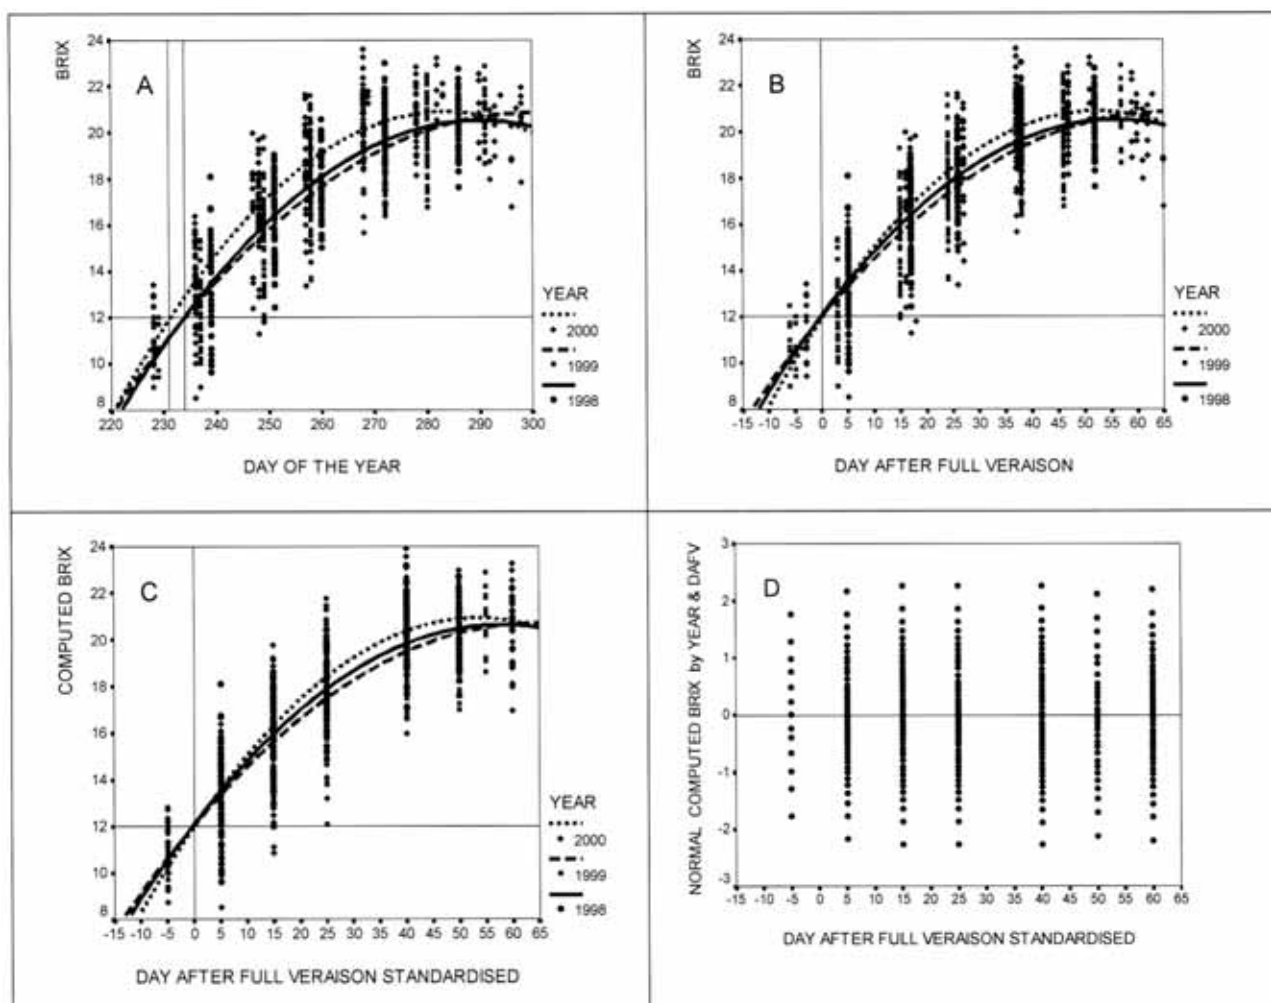 24
22
20
18
16
14
12
10
8
BRIX
A
220 230 240 250 260 270 280 290 300
DAY OF THE YEAR
YEAR
2000
1999
1998
24
22
20
18
16
14
12
10
8
BRIX
B
-15 -10 -5 0 5 10 15 20 25 30 35 40 45 50 55 60 65
DAY AFTER FULL VERAISON
YEAR
2000
1999
1998
24
22
20
18
16
14
12
10
8
COMPUTED BRIX
C
-15 -10 -5 0 5 10 15 20 25 30 35 40 45 50 55 60 65
DAY AFTER FULL VERAISON STANDARDISED
YEAR
2000
1999
1998
3
2
1
0
-1
-2
-3
NORMAL COMPUTED BRIX by YEAR & DAFV
D
-15 -10 -5 0 5 10 15 20 25 30 35 40 45 50 55 60 65
DAY AFTER FULL VERAISON STANDARDISED